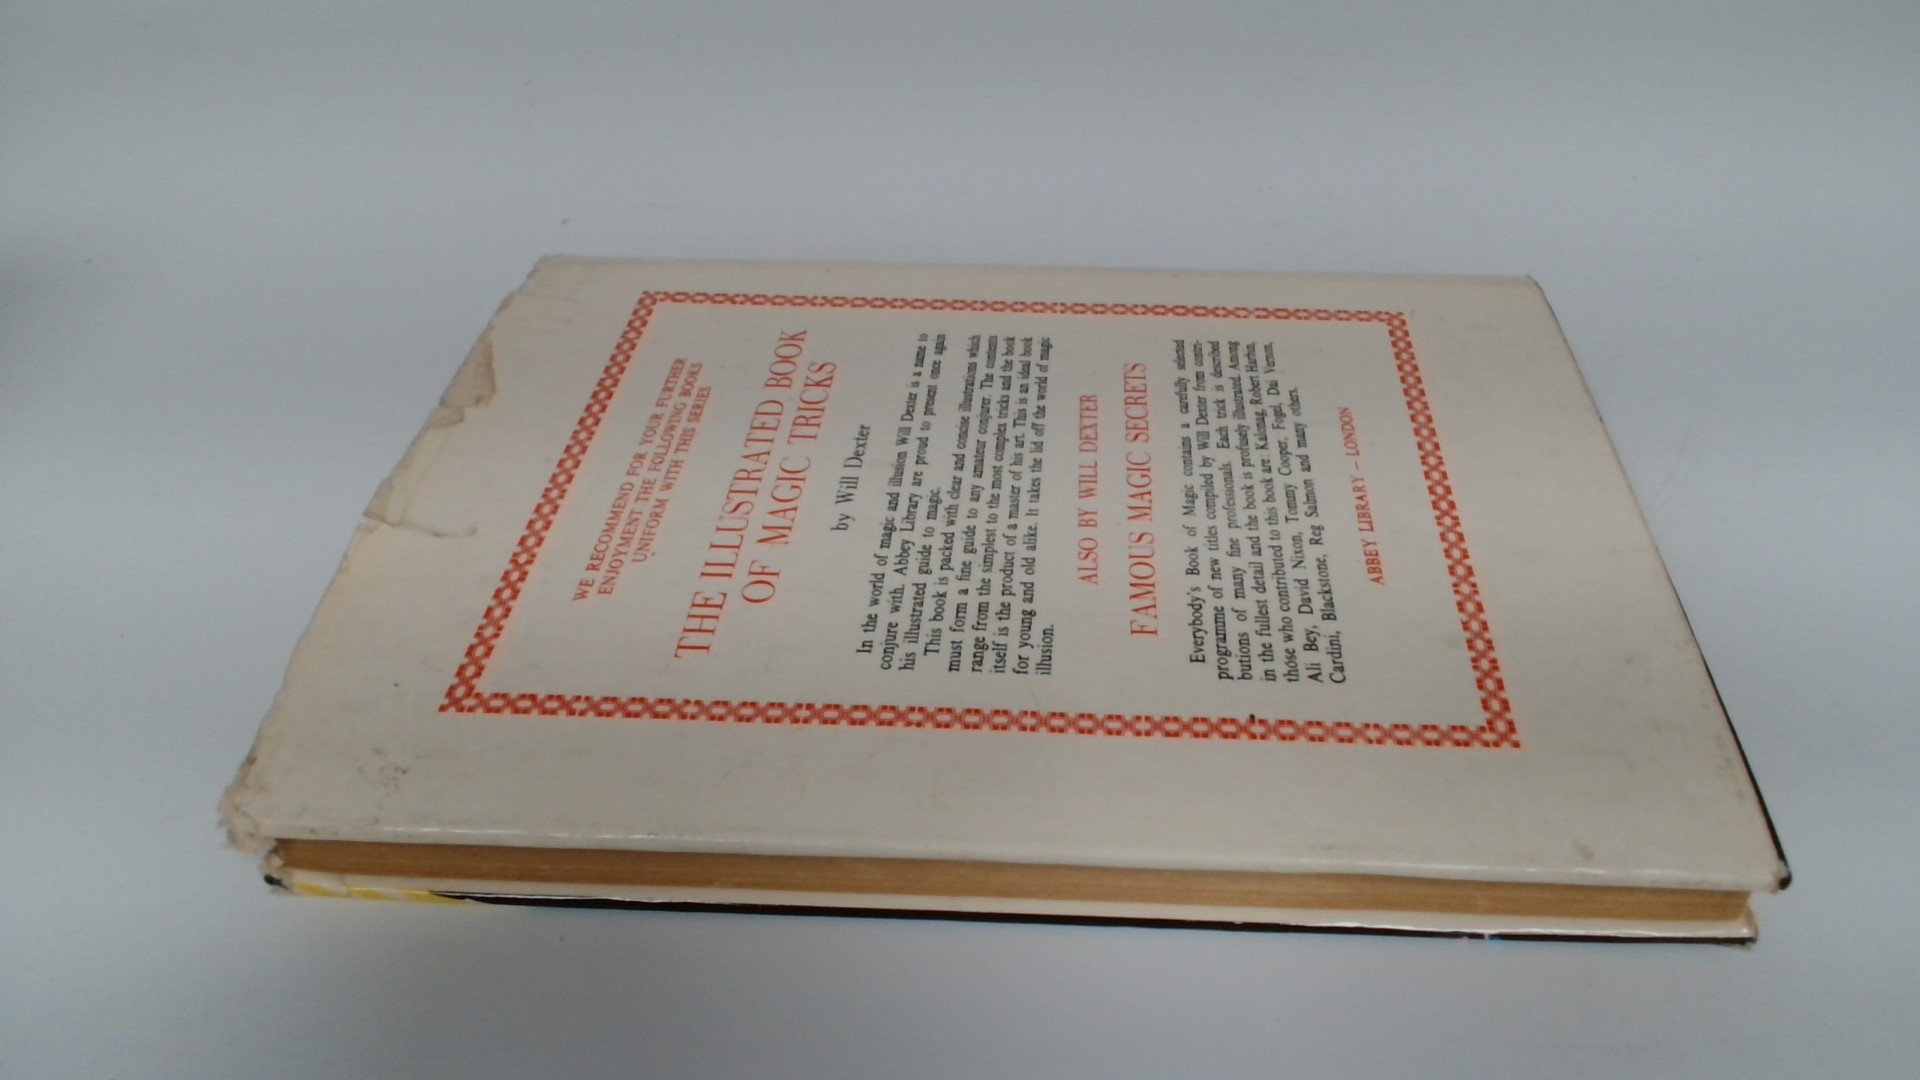 WE RECOMMEND FOR YOUR FURTHER
ENJOYMENT THE FOLLOWING BOOKS
UNIFORM WITH THIS SERIES
THE ILLUSTRATED BOOK
OF MAGIC TRICKS
by Will Dexter
In the world of magic and illusion Will Dexter is a name to
conjure with. Abbey Library are proud to present once again
his illustrated guide to magic.
This book is packed with clear and concise illustrations which
must form a fine guide to any amateur conjurer. The contents
range from the simplest to the most complex tricks and the book
itself is the product of a master of his art. This is an ideal book
for young and old alike. It takes the lid off the world of magic
illusion.
ALSO BY WILL DEXTER
FAMOUS MAGIC SECRETS
Everybody's Book of Magic contains a carefully selected
programme of new titles compiled by Will Dexter from contri-
butions of many fine professionals. Each trick is described
in the fullest detail and the book is profusely illustrated. Among
those who contributed to this book are: Kalanag, Robert Harbin,
Ali Bey, David Nixon, Tommy Cooper, Fogel, Dai Vernon,
Cardini, Blackstone, Reg Salmon and many others.
ABBEY LIBRARY – LONDON